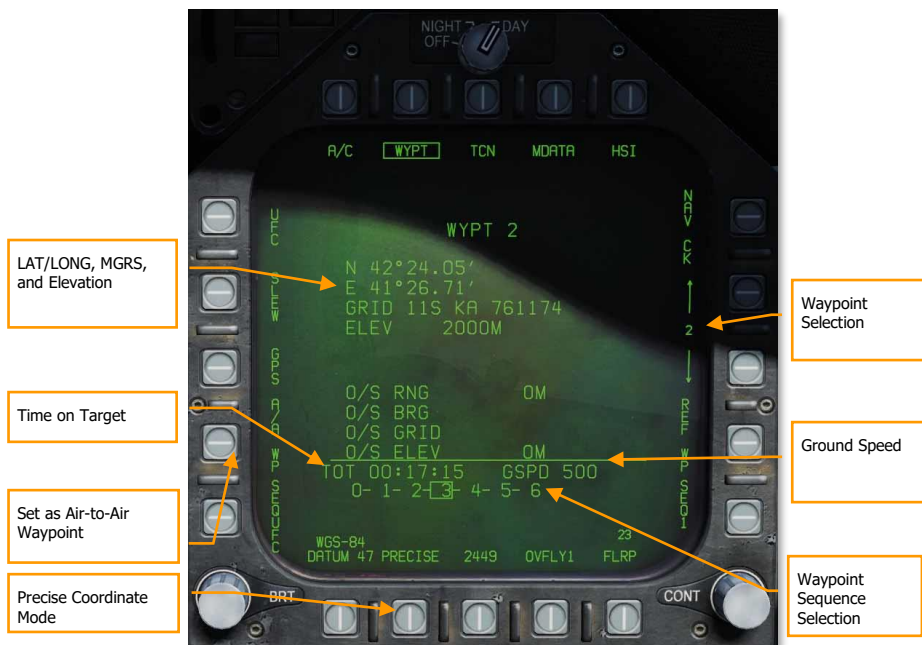 NIGHT DAY
OFF
A/C WYPT TCN MDATA HSI
UFC
SLEW
GPS
A/A WP
SEQUFC
NAV CK
2
REF WP
SEQ1
WYPT 2
N 42°24.05′
E 41°26.71′
GRID 11S KA 761174
ELEV 2000M
O/S RNG 0M
O/S BRG
O/S GRID
O/S ELEV 0M
TOT 00:17:15 GSPD 500
0- 1- 2- 3- 4- 5- 6
23
WGS-84
DATUM 47 PRECISE 2449 OVFLY1 FLRP
BRT
CONT
LAT/LONG, MGRS,
and Elevation
Time on Target
Set as Air-to-Air
Waypoint
Precise Coordinate
Mode
Waypoint
Selection
Ground Speed
Waypoint
Sequence
Selection